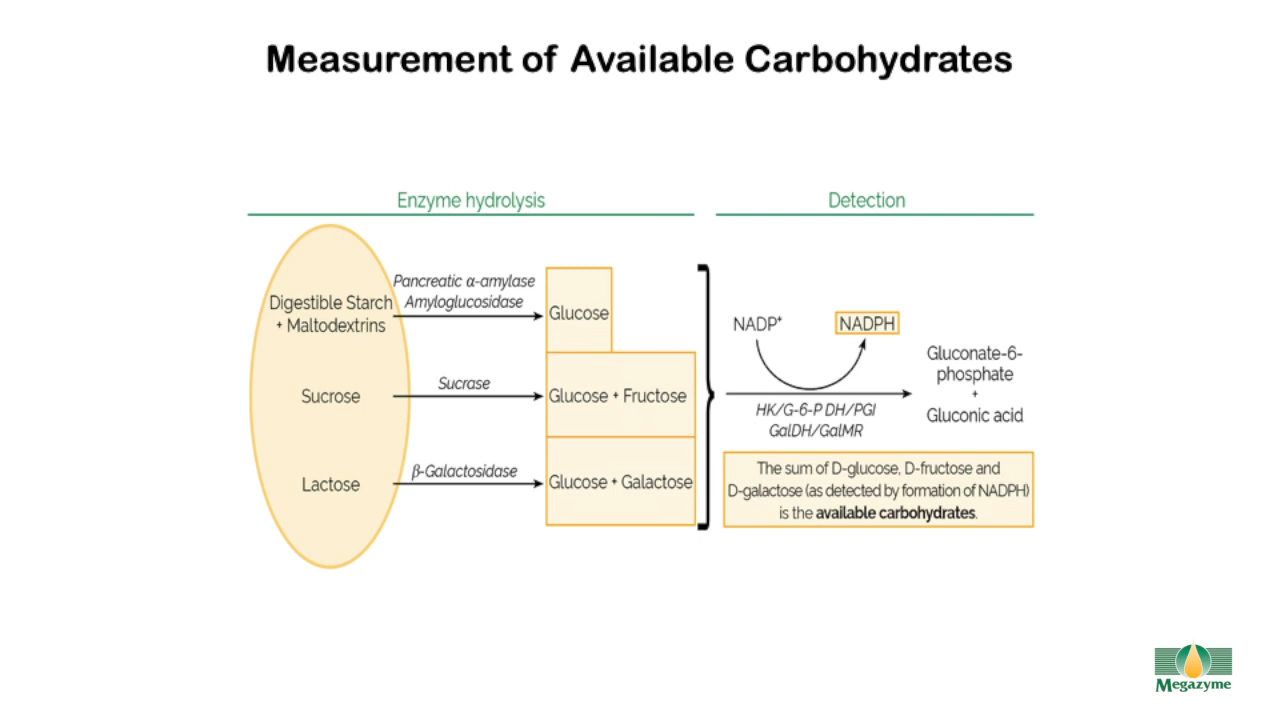 Measurement of Available Carbohydrates
Enzyme hydrolysis
Detection
Digestible Starch
+ Maltodextrins
Pancreatic α-amylase
Amyloglucosidase
Glucose
Sucrose
Sucrase
Glucose + Fructose
Lactose
β-Galactosidase
Glucose + Galactose
NADP⁺
NADPH
HK/G-6-P DH/PGI
GalDH/GalMR
Gluconate-6-
phosphate
+
Gluconic acid
The sum of D-glucose, D-fructose and
D-galactose (as detected by formation of NADPH)
is the available carbohydrates.
Megazyme